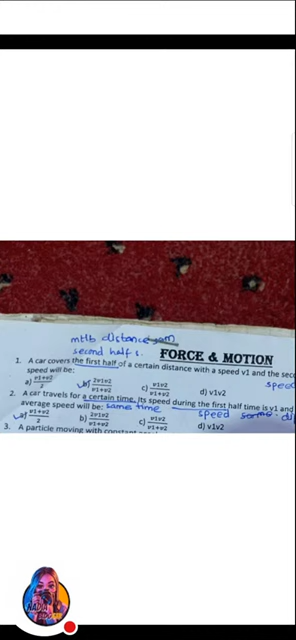 mtlb distance same
second half s.
FORCE & MOTION
1. A car covers the first half of a certain distance with a speed v1 and the
speed will be:
a) v1+v2/2 b) 2v1v2/v1+v2 c) v1v2/v1+v2 d) v1v2
2. A car travels for a certain time. Its speed during the first half time is v1 and
average speed will be: same time speed same
a) v1+v2/2 b) 2v1v2/v1+v2 c) v1v2/v1+v2 d) v1v2
3. A particle moving with constant
NADIA